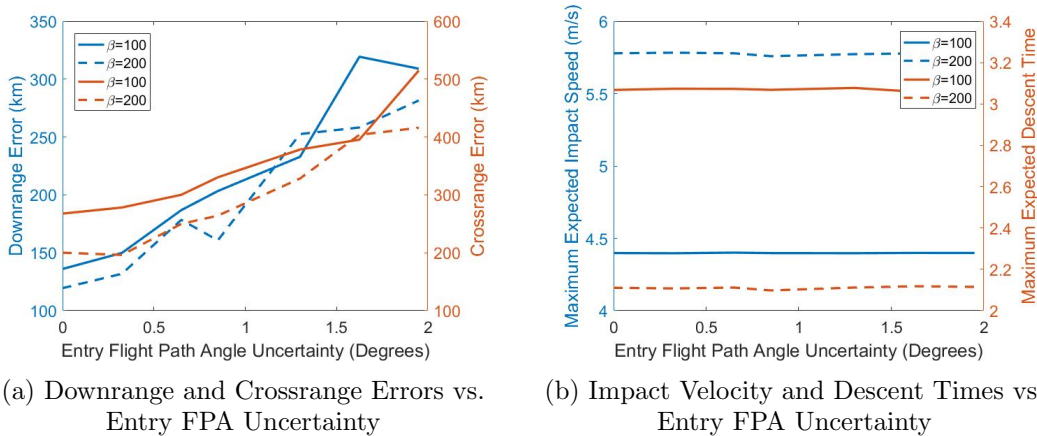 350
300
250
200
150
100
Downrange Error (km)
β=100
β=200
β=100
β=200
600
500
400
300
200
100
Crossrange Error (km)
0 0.5 1 1.5 2
Entry Flight Path Angle Uncertainty (Degrees)
(a) Downrange and Crossrange Errors vs.
Entry FPA Uncertainty
6
5.5
5
4.5
4
Maximum Expected Impact Speed (m/s)
β=100
β=200
β=100
β=200
3.4
3.2
3
2.8
2.6
2.4
2.2
2
Maximum Expected Descent Time
0 0.5 1 1.5 2
Entry Flight Path Angle Uncertainty (Degrees)
(b) Impact Velocity and Descent Times vs
Entry FPA Uncertainty